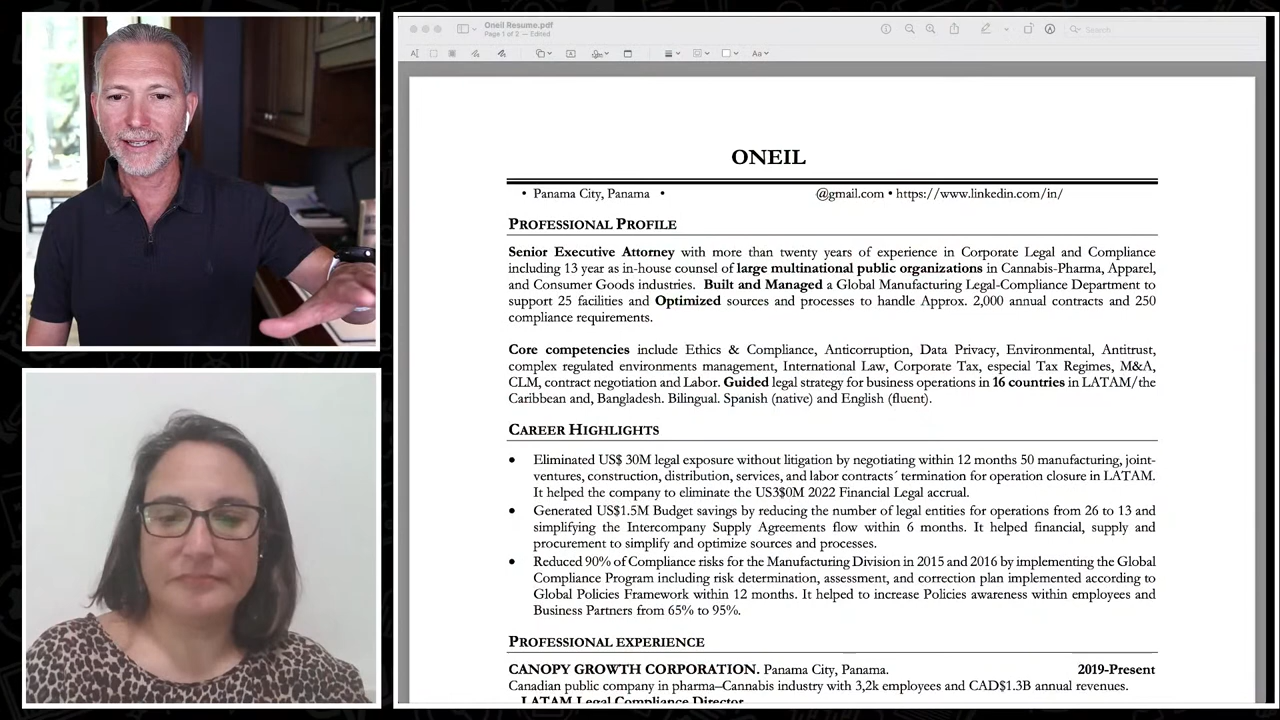 Oneil Resume.pdf
Page 1 of 2 — Edited
Search
Aa
ONEIL
• Panama City, Panama • @gmail.com • https://www.linkedin.com/in/
PROFESSIONAL PROFILE
Senior Executive Attorney with more than twenty years of experience in Corporate Legal and Compliance
including 13 year as in-house counsel of large multinational public organizations in Cannabis-Pharma, Apparel,
and Consumer Goods industries. Built and Managed a Global Manufacturing Legal-Compliance Department to
support 25 facilities and Optimized sources and processes to handle Approx. 2,000 annual contracts and 250
compliance requirements.
Core competencies include Ethics & Compliance, Anticorruption, Data Privacy, Environmental, Antitrust,
complex regulated environments management, International Law, Corporate Tax, especial Tax Regimes, M&A,
CLM, contract negotiation and Labor. Guided legal strategy for business operations in 16 countries in LATAM/the
Caribbean and, Bangladesh. Bilingual. Spanish (native) and English (fluent).
CAREER HIGHLIGHTS
• Eliminated US$ 30M legal exposure without litigation by negotiating within 12 months 50 manufacturing, joint-
ventures, construction, distribution, services, and labor contracts´ termination for operation closure in LATAM.
It helped the company to eliminate the US3$0M 2022 Financial Legal accrual.
• Generated US$1.5M Budget savings by reducing the number of legal entities for operations from 26 to 13 and
simplifying the Intercompany Supply Agreements flow within 6 months. It helped financial, supply and
procurement to simplify and optimize sources and processes.
• Reduced 90% of Compliance risks for the Manufacturing Division in 2015 and 2016 by implementing the Global
Compliance Program including risk determination, assessment, and correction plan implemented according to
Global Policies Framework within 12 months. It helped to increase Policies awareness within employees and
Business Partners from 65% to 95%.
PROFESSIONAL EXPERIENCE
CANOPY GROWTH CORPORATION. Panama City, Panama. 2019-Present
Canadian public company in pharma–Cannabis industry with 3,2k employees and CAD$1.3B annual revenues.
LATAM Legal Compliance Director